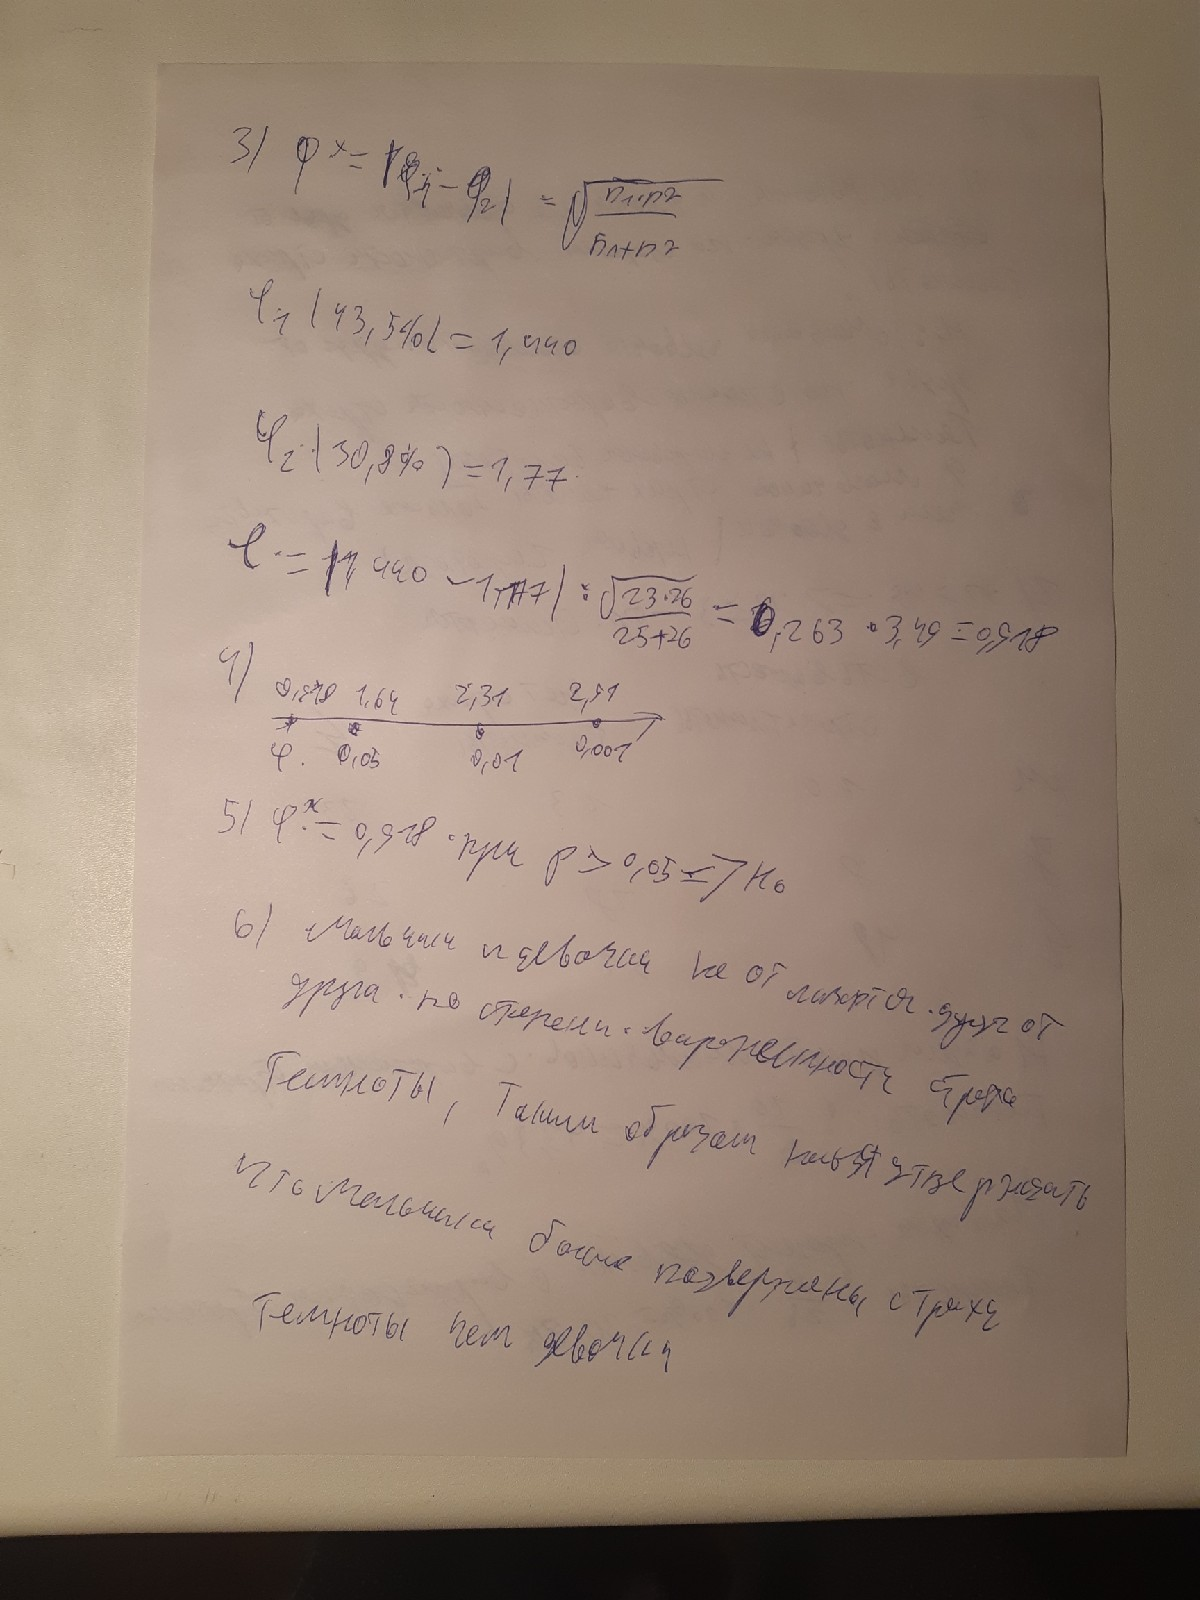 3) φ* = |φ1 - φ2| = √ n1·n2 / n1+n2
φ1 (43,5%) = 1,440
φ2 (30,8%) = 1,77
φ = |1,440 - 1,177| · √ 23·26 / 25+26 = 0,263 · 3,49 = 0,918
4)
0,918 1,64 2,31 2,91
φ. 0,05 0,01 0,001
5) φ* = 0,918 при p > 0,05 => H0
6) Мальчики и девочки не отличаются друг от
друга по степени выраженности страха
Темноты, Таким образом нельзя утверждать
что мальчики более подвержены страху
Темноты чем девочки